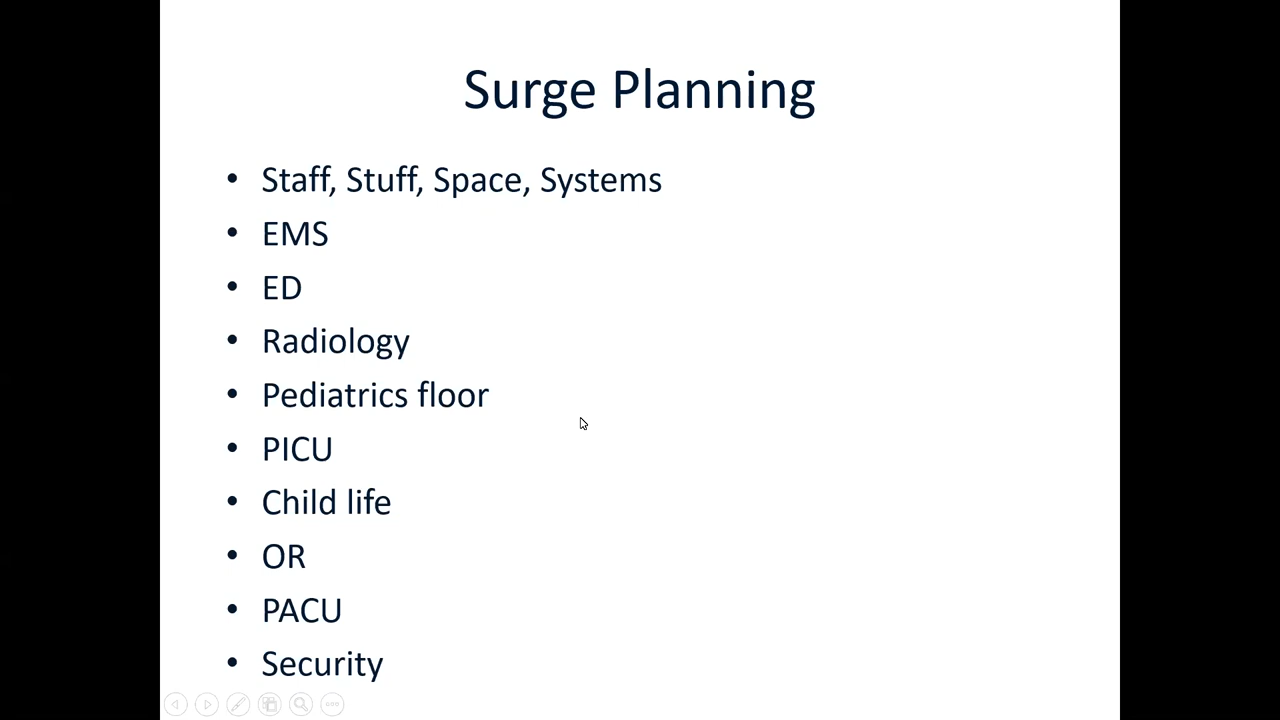 Surge Planning
• Staff, Stuff, Space, Systems
• EMS
• ED
• Radiology
• Pediatrics floor
• PICU
• Child life
• OR
• PACU
• Security